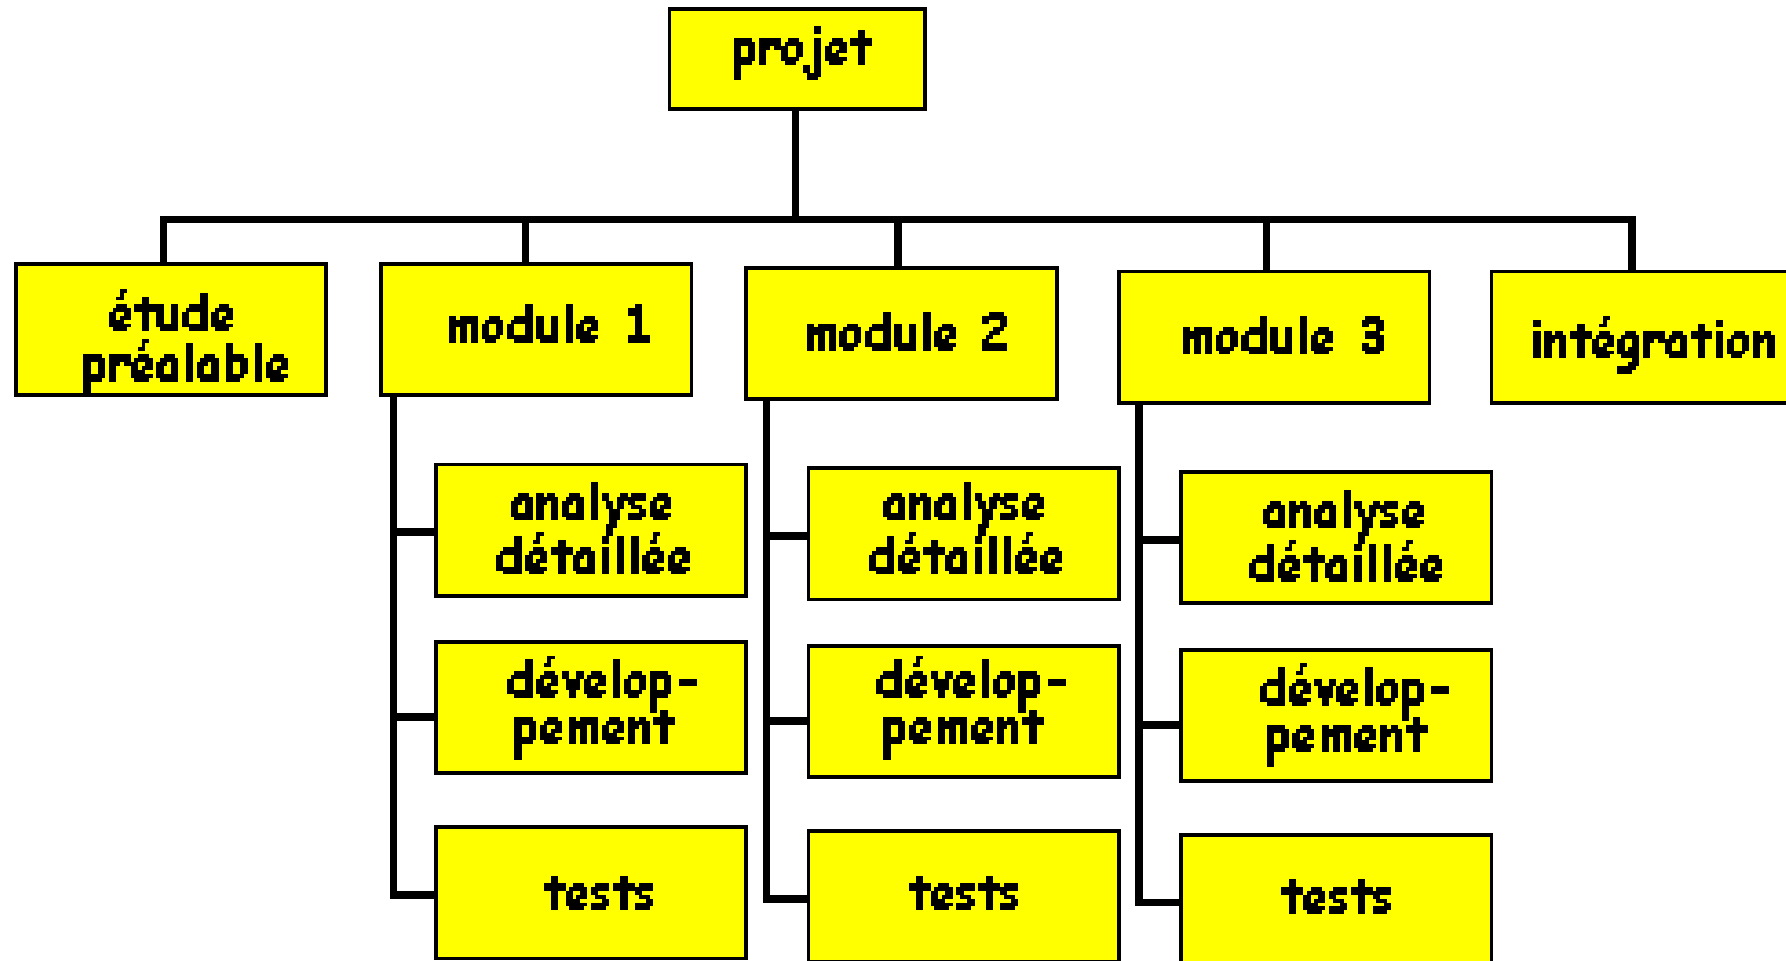 projet
étude
préalable
module 1
module 2
module 3
intégration
analyse
détaillée
dévelop-
pement
tests
analyse
détaillée
dévelop-
pement
tests
analyse
détaillée
dévelop-
pement
tests